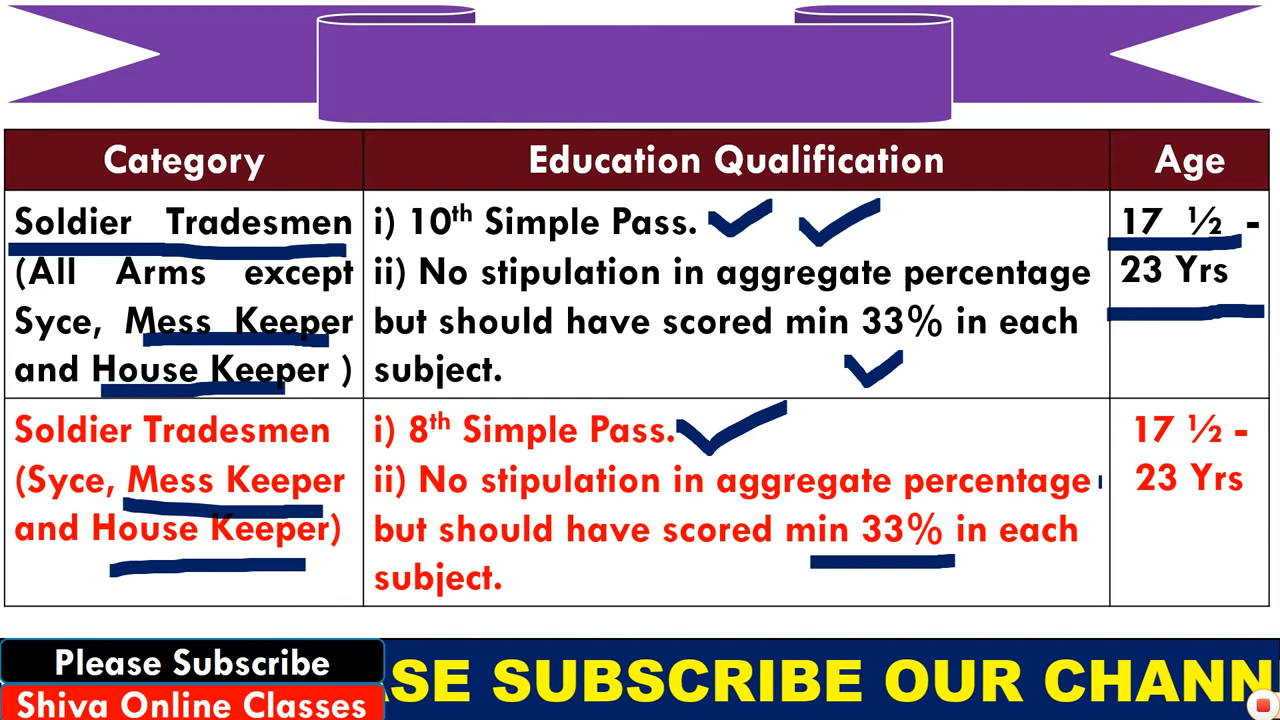 Category Education Qualification Age
Soldier Tradesmen
(All Arms except
Syce, Mess Keeper
and House Keeper )
i) 10th Simple Pass.
ii) No stipulation in aggregate percentage
but should have scored min 33% in each
subject.
17 ½ -
23 Yrs
Soldier Tradesmen
(Syce, Mess Keeper
and House Keeper)
i) 8th Simple Pass.
ii) No stipulation in aggregate percentage
but should have scored min 33% in each
subject.
17 ½ -
23 Yrs
Please Subscribe
Shiva Online Classes
ASE SUBSCRIBE OUR CHANN